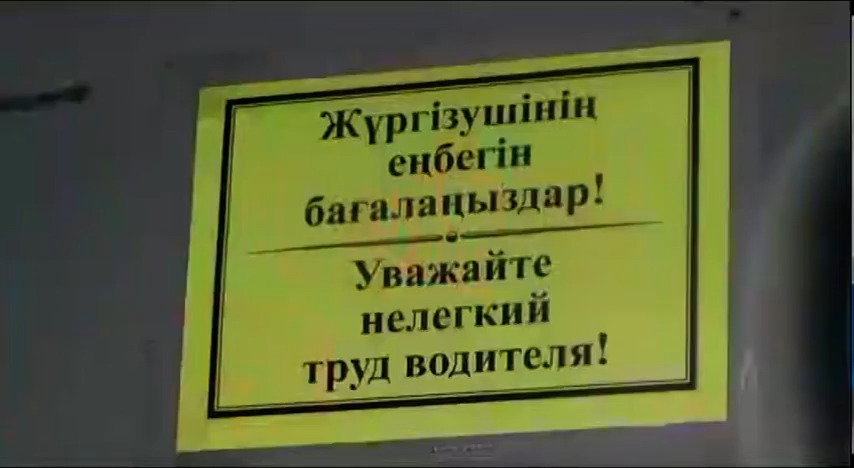 Жүргізушінің
еңбегін
бағалаңыздар!
Уважайте
нелегкий
труд водителя!